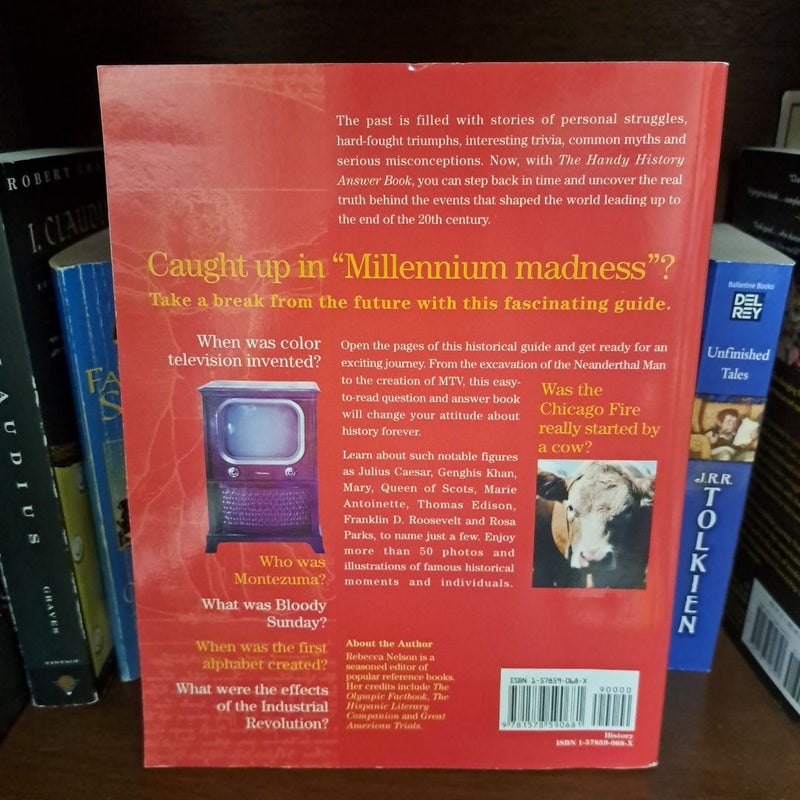 The past is filled with stories of personal struggles,
hard-fought triumphs, interesting trivia, common myths and
serious misconceptions. Now, with The Handy History
Answer Book, you can step back in time and uncover the real
truth behind the events that shaped the world leading up to
the end of the 20th century.
Caught up in “Millennium madness”?
Take a break from the future with this fascinating guide.
When was color
television invented?
Open the pages of this historical guide and get ready for an
exciting journey. From the excavation of the Neanderthal Man
to the creation of MTV, this easy-
to-read question and answer book
will change your attitude about
history forever.
Learn about such notable figures
as Julius Caesar, Genghis Khan,
Mary, Queen of Scots, Marie
Antoinette, Thomas Edison,
Franklin D. Roosevelt and Rosa
Parks, to name just a few. Enjoy
more than 50 photos and
illustrations of famous historical
moments and individuals.
Was the
Chicago Fire
really started by
a cow?
Who was
Montezuma?
What was Bloody
Sunday?
When was the first
alphabet created?
What were the effects
of the Industrial
Revolution?
About the Author
Rebecca Nelson is a
seasoned editor of
popular reference books.
Her credits include The
Olympic Factbook, The
Hispanic Literary
Companion and Great
American Trials.
ISBN 1-57859-068-X
90000
9 781578 590681
History
ISBN 1-57859-068-X
ROBERT
I, CLAUD
AUDIUS
GRAVES
VINTAGE
FA
S
Ballantine Books
DEL
REY
Unfinished
Tales
J.R.R.
TOLKIEN